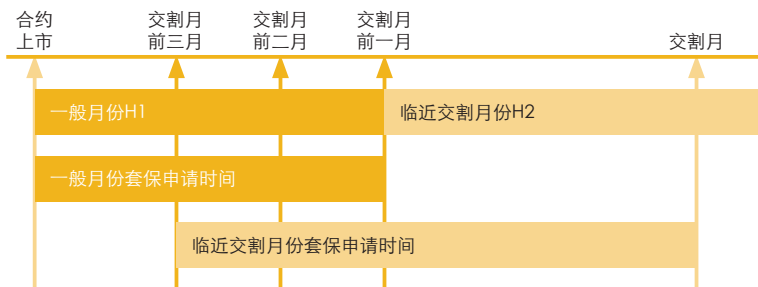 合约 交割月 交割月 交割月
上市 前三月 前二月 前一月 交割月
一般月份H1 临近交割月份H2
一般月份套保申请时间
临近交割月份套保申请时间